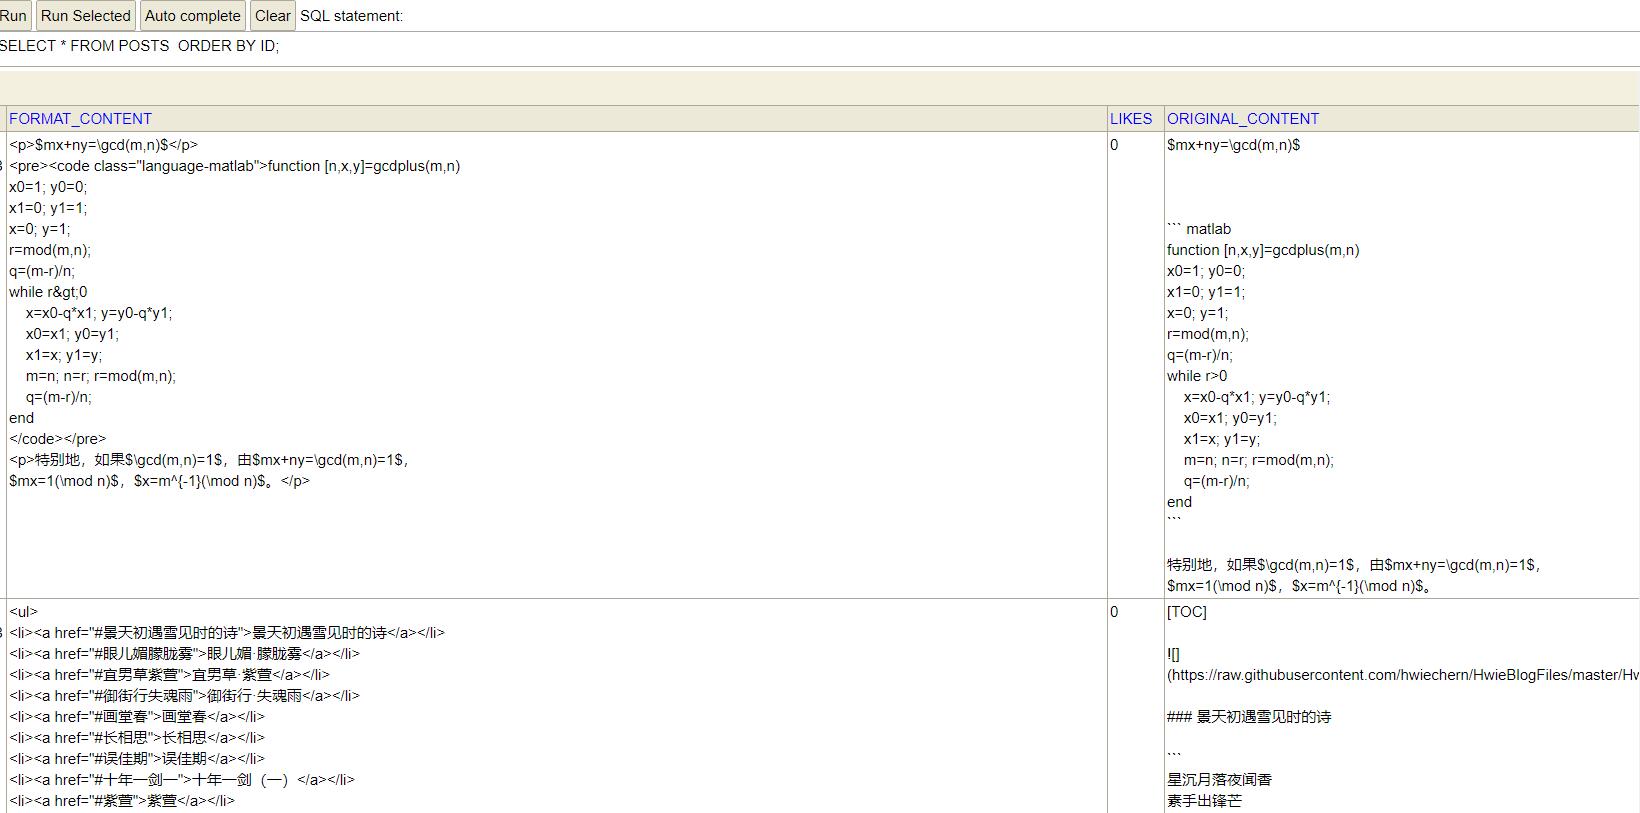 Run Run Selected Auto complete Clear SQL statement:
SELECT * FROM POSTS  ORDER BY ID;
FORMAT_CONTENT
<p>$mx+ny=\gcd(m,n)$</p>
<pre><code class="language-matlab">function [n,x,y]=gcdplus(m,n)
x0=1; y0=0;
x1=0; y1=1;
x=0; y=1;
r=mod(m,n);
q=(m-r)/n;
while r&gt;0
    x=x0-q*x1; y=y0-q*y1;
    x0=x1; y0=y1;
    x1=x; y1=y;
    m=n; n=r; r=mod(m,n);
    q=(m-r)/n;
end
</code></pre>
<p>特别地，如果$\gcd(m,n)=1$，由$mx+ny=\gcd(m,n)=1$，
$mx=1(\mod n)$，$x=m^{-1}(\mod n)$。</p>
<ul>
<li><a href="#景天初遇雪见时的诗">景天初遇雪见时的诗</a></li>
<li><a href="#眼儿媚朦胧雾">眼儿媚·朦胧雾</a></li>
<li><a href="#宜男草紫萱">宜男草·紫萱</a></li>
<li><a href="#御街行失魂雨">御街行·失魂雨</a></li>
<li><a href="#画堂春">画堂春</a></li>
<li><a href="#长相思">长相思</a></li>
<li><a href="#误佳期">误佳期</a></li>
<li><a href="#十年一剑一">十年一剑（一）</a></li>
<li><a href="#紫萱">紫萱</a></li>
LIKES
0
0
ORIGINAL_CONTENT
$mx+ny=\gcd(m,n)$
``` matlab
function [n,x,y]=gcdplus(m,n)
x0=1; y0=0;
x1=0; y1=1;
x=0; y=1;
r=mod(m,n);
q=(m-r)/n;
while r>0
    x=x0-q*x1; y=y0-q*y1;
    x0=x1; y0=y1;
    x1=x; y1=y;
    m=n; n=r; r=mod(m,n);
    q=(m-r)/n;
end
```
特别地，如果$\gcd(m,n)=1$，由$mx+ny=\gcd(m,n)=1$，
$mx=1(\mod n)$，$x=m^{-1}(\mod n)$。
[TOC]
![]
(https://raw.githubusercontent.com/hwiechern/HwieBlogFiles/master/Hw
### 景天初遇雪见时的诗
```
星沉月落夜闻香
素手出锋芒